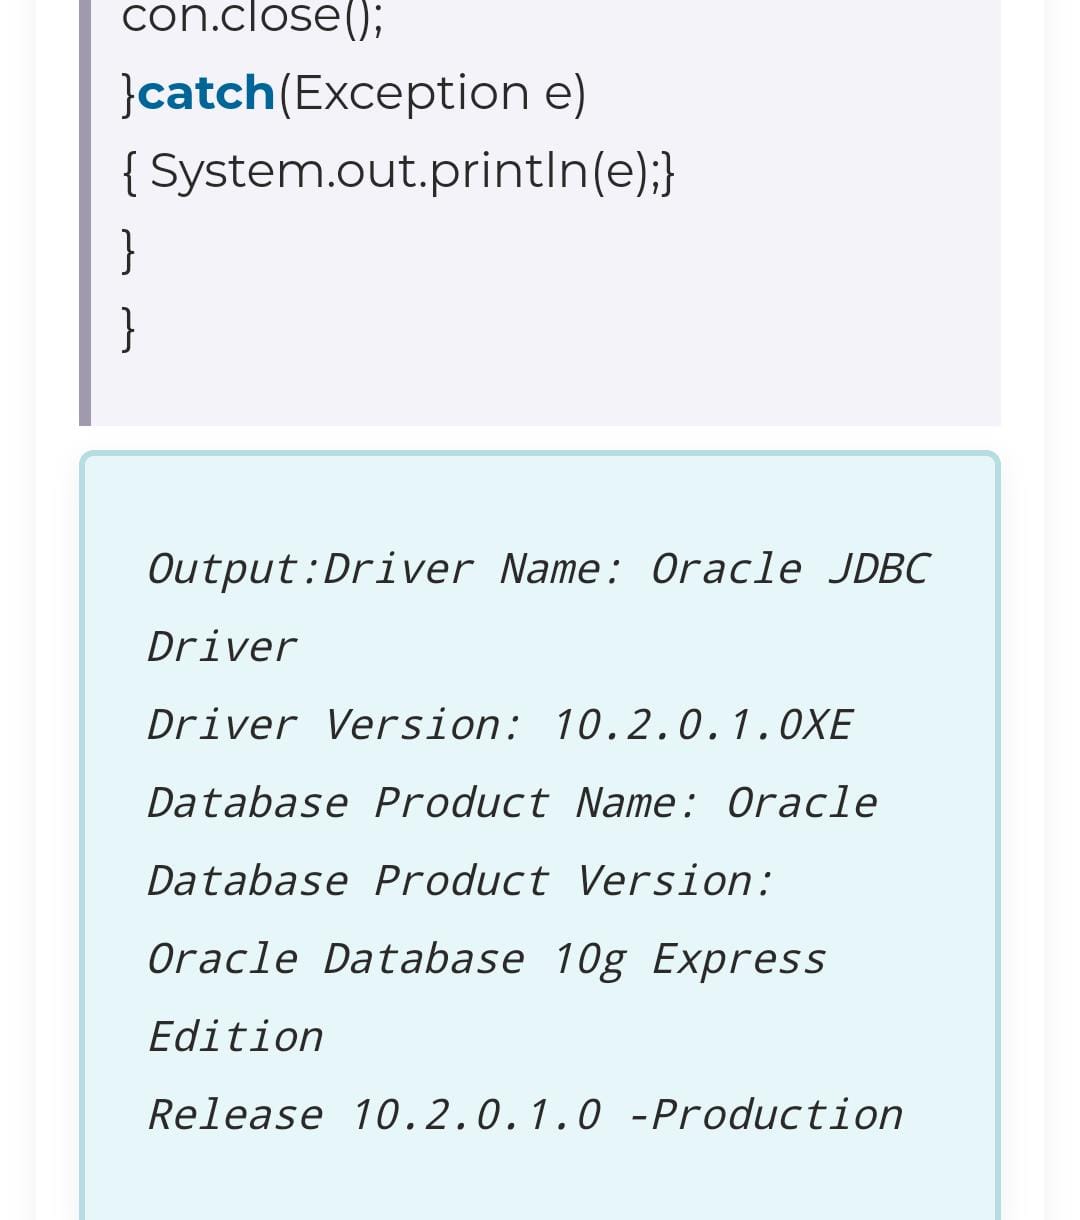 con.close();
}catch(Exception e)
{ System.out.println(e);}
}
}
Output:Driver Name: Oracle JDBC
Driver
Driver Version: 10.2.0.1.0XE
Database Product Name: Oracle
Database Product Version:
Oracle Database 10g Express
Edition
Release 10.2.0.1.0 -Production